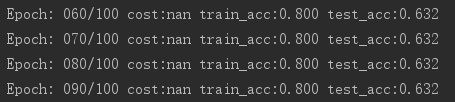 Epoch: 060/100 cost:nan train_acc:0.800 test_acc:0.632
Epoch: 070/100 cost:nan train_acc:0.800 test_acc:0.632
Epoch: 080/100 cost:nan train_acc:0.800 test_acc:0.632
Epoch: 090/100 cost:nan train_acc:0.800 test_acc:0.632